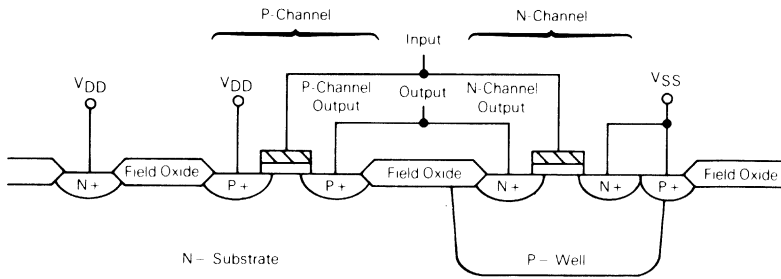 P-Channel
N-Channel
Input
VDD
VDD
P-Channel
Output
Output
N-Channel
Output
VSS
N+
Field Oxide
P+
P+
Field Oxide
N+
N+
P+
Field Oxide
N– Substrate
P– Well